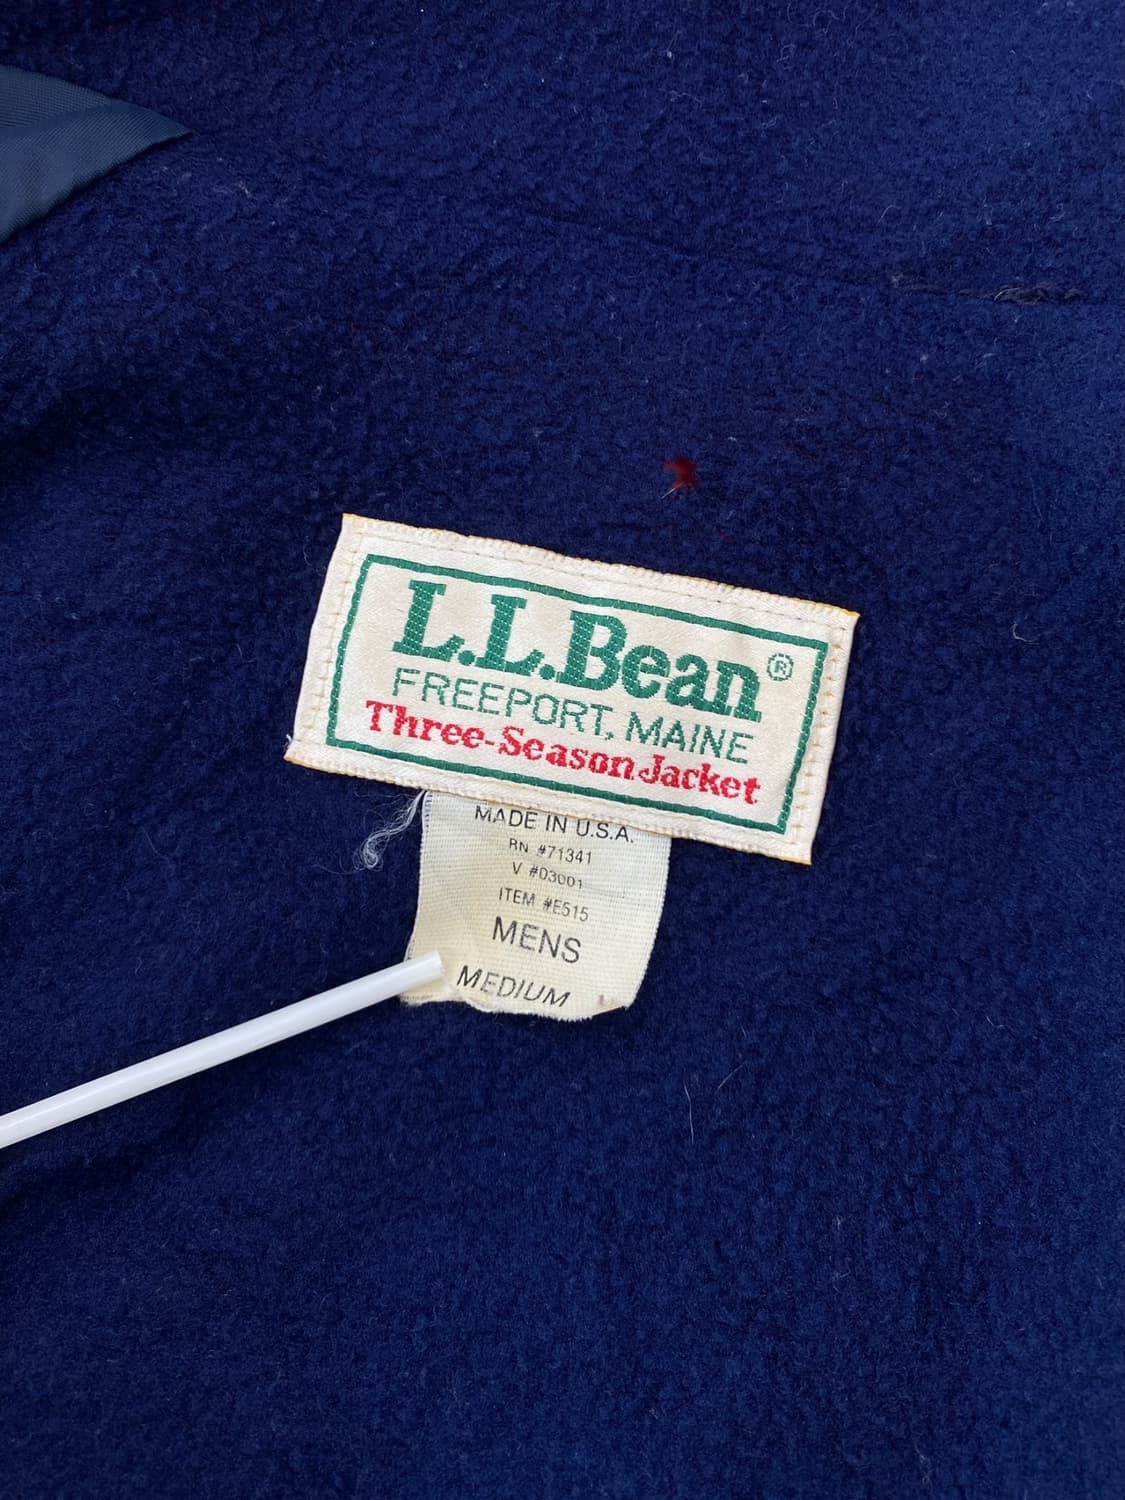 L.L.Bean®
FREEPORT, MAINE
Three-Season Jacket
MADE IN U.S.A.
RN #71341
V #03001
ITEM #E515
MENS
MEDIUM